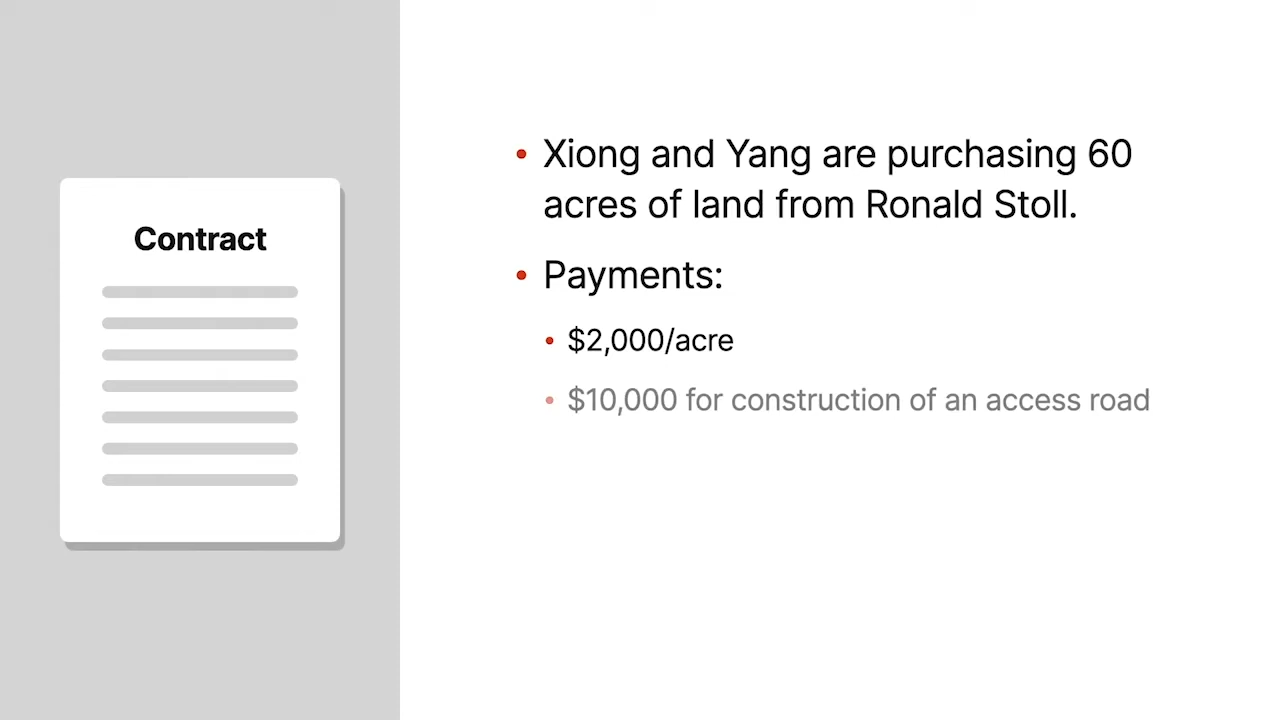 Contract
• Xiong and Yang are purchasing 60
acres of land from Ronald Stoll.
• Payments:
• $2,000/acre
• $10,000 for construction of an access road